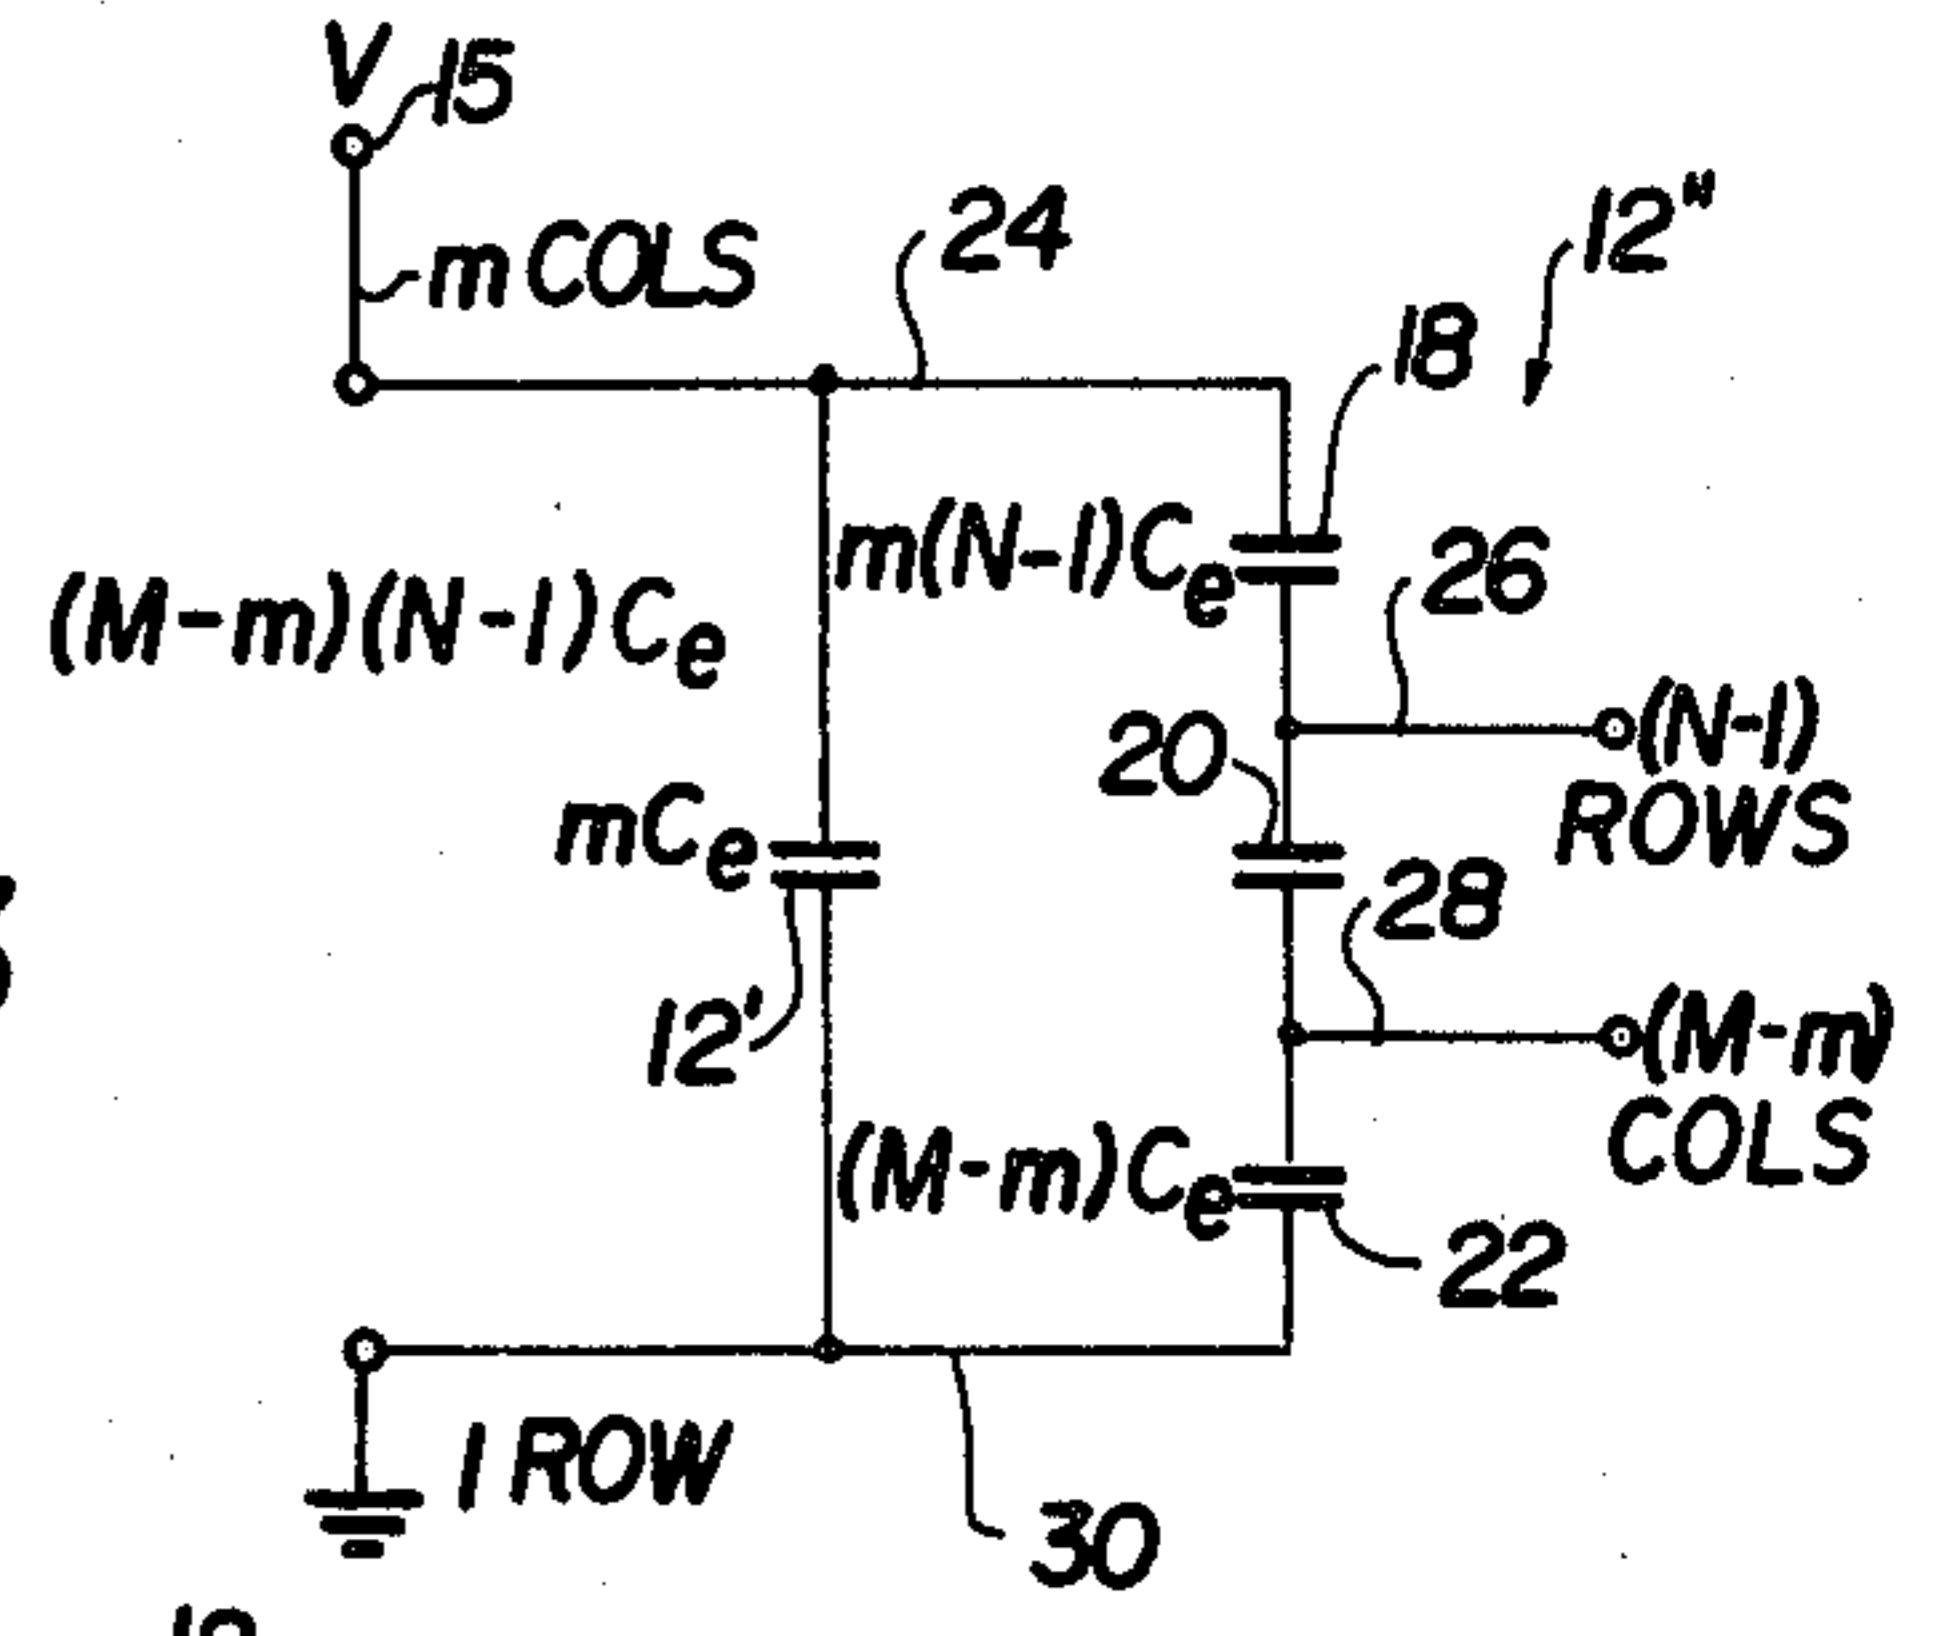 V 15
m COLS
24
12"
18
m(N-1)Ce
26
(M-m)(N-1)Ce
(N-1)
ROWS
20
mCe
28
12'
(M-m)
COLS
(M-m)Ce
22
1 ROW
30